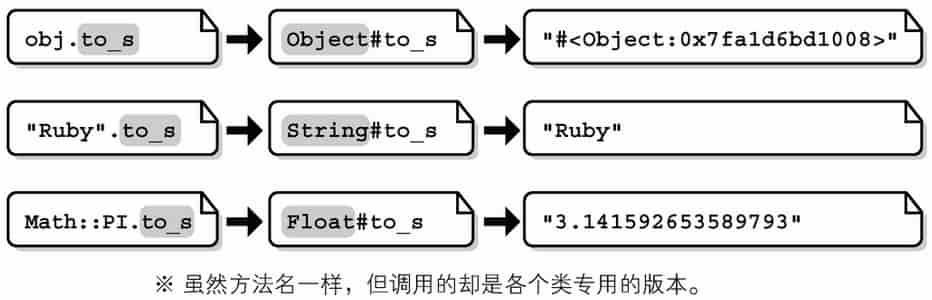 obj.to_s Object#to_s "#<Object:0x7fa1d6bd1008>"
"Ruby".to_s String#to_s "Ruby"
Math::PI.to_s Float#to_s "3.141592653589793"
※ 虽然方法名一样，但调用的却是各个类专用的版本。